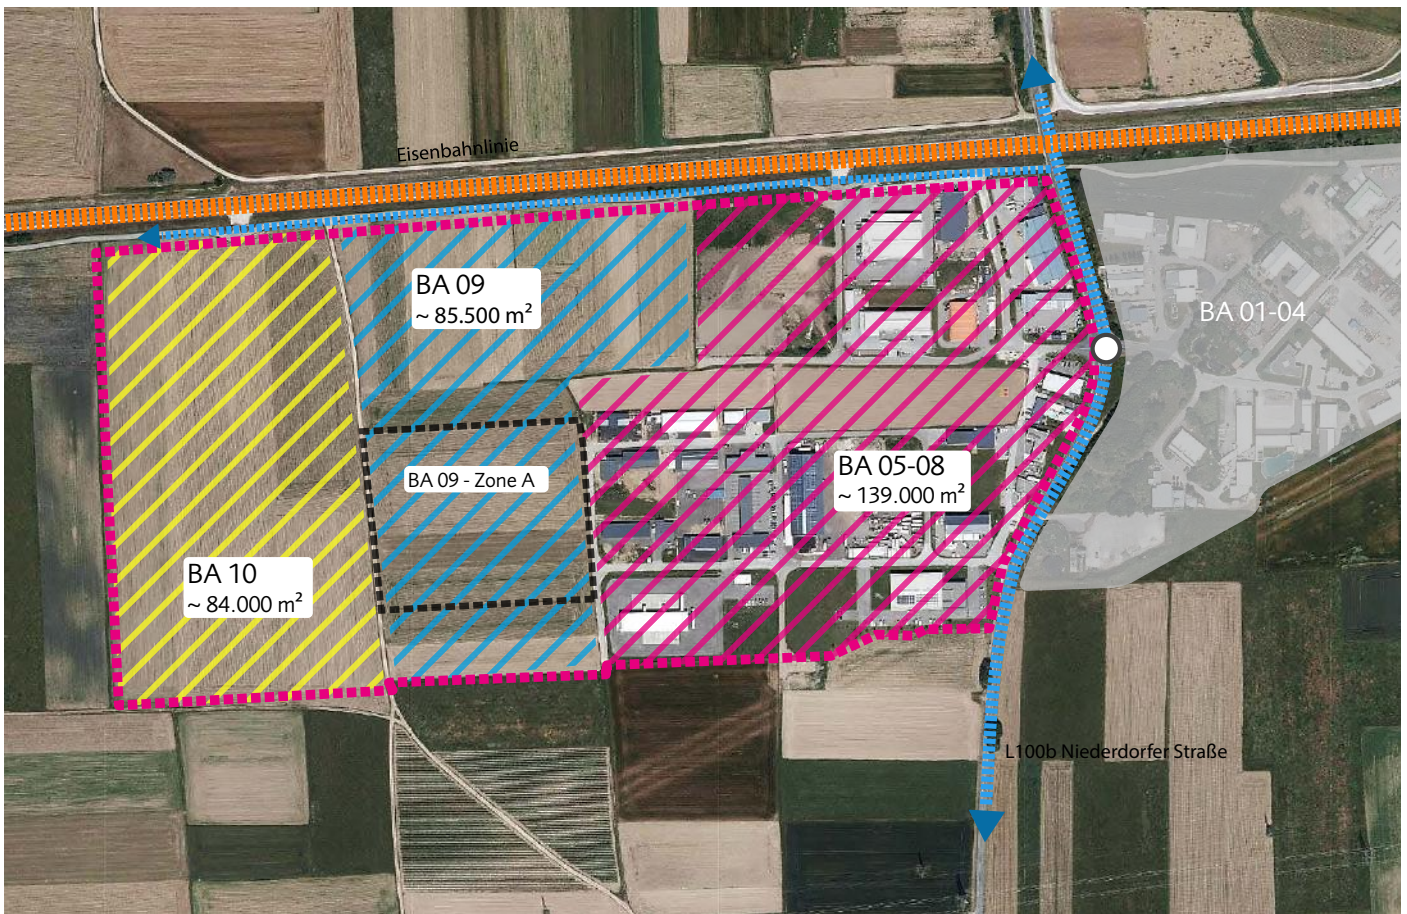 Eisenbahnlinie
BA 09
~ 85.500 m²
BA 01-04
BA 09 - Zone A
BA 05-08
~ 139.000 m²
BA 10
~ 84.000 m²
L100b Niederdorfer Straße